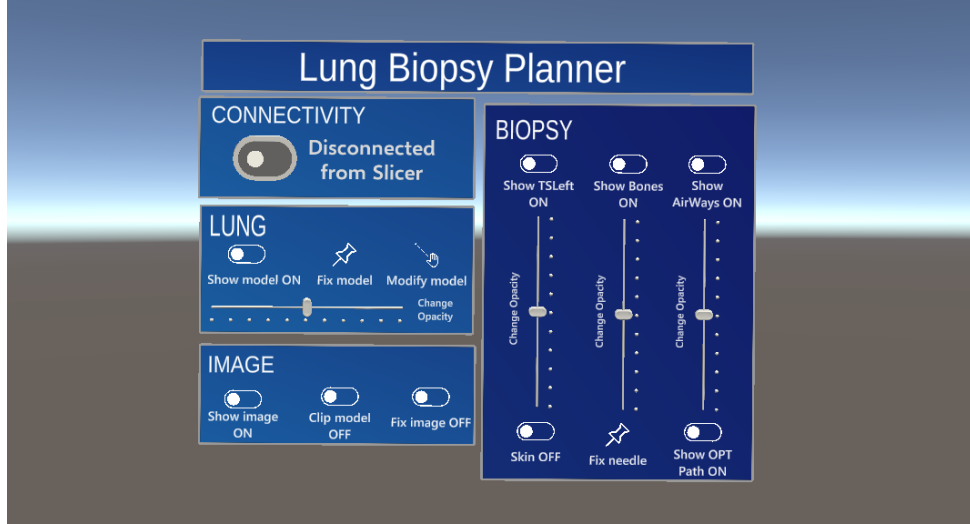 Lung Biopsy Planner
CONNECTIVITY
Disconnected
from Slicer
LUNG
Show model ON
Fix model
Modify model
Change
Opacity
IMAGE
Show image
ON
Clip model
OFF
Fix image OFF
BIOPSY
Show TSLeft
ON
Show Bones
ON
Show
AirWays ON
Change Opacity
Change Opacity
Change Opacity
Skin OFF
Fix needle
Show OPT
Path ON